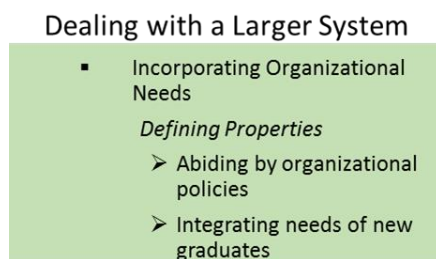 Dealing with a Larger System
▪ Incorporating Organizational
Needs
Defining Properties
➢ Abiding by organizational
policies
➢ Integrating needs of new
graduates